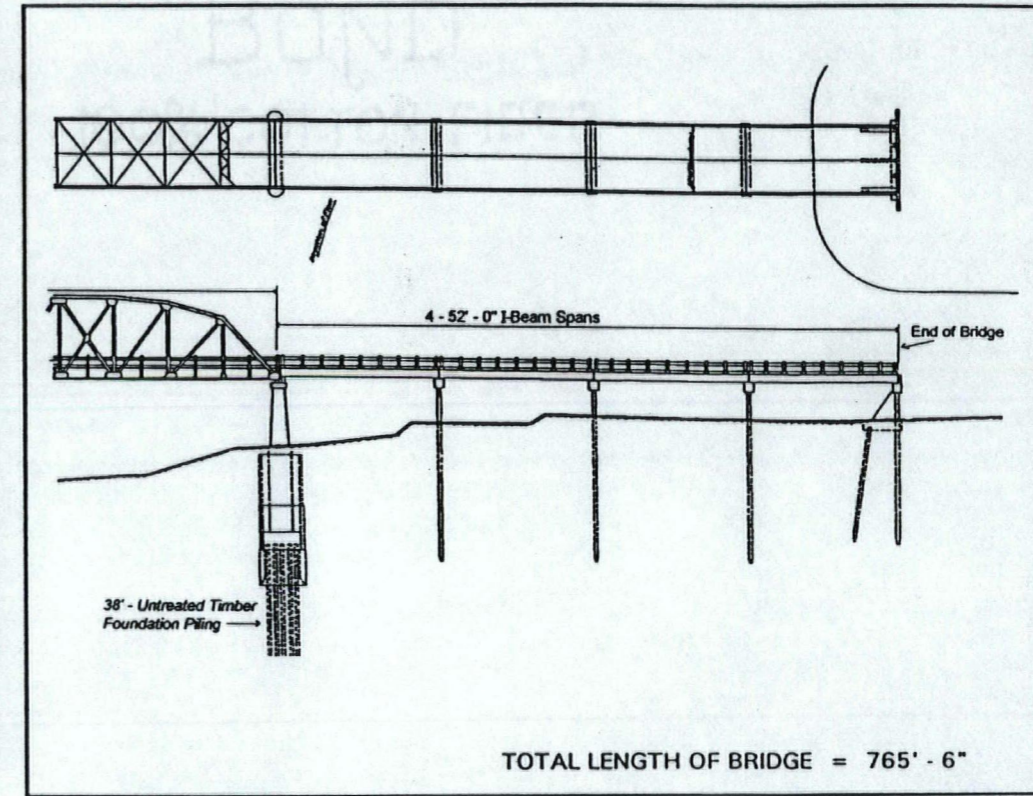 4 - 52' - 0" I-Beam Spans
End of Bridge
38' - Untreated Timber
Foundation Piling
TOTAL LENGTH OF BRIDGE = 765' - 6"